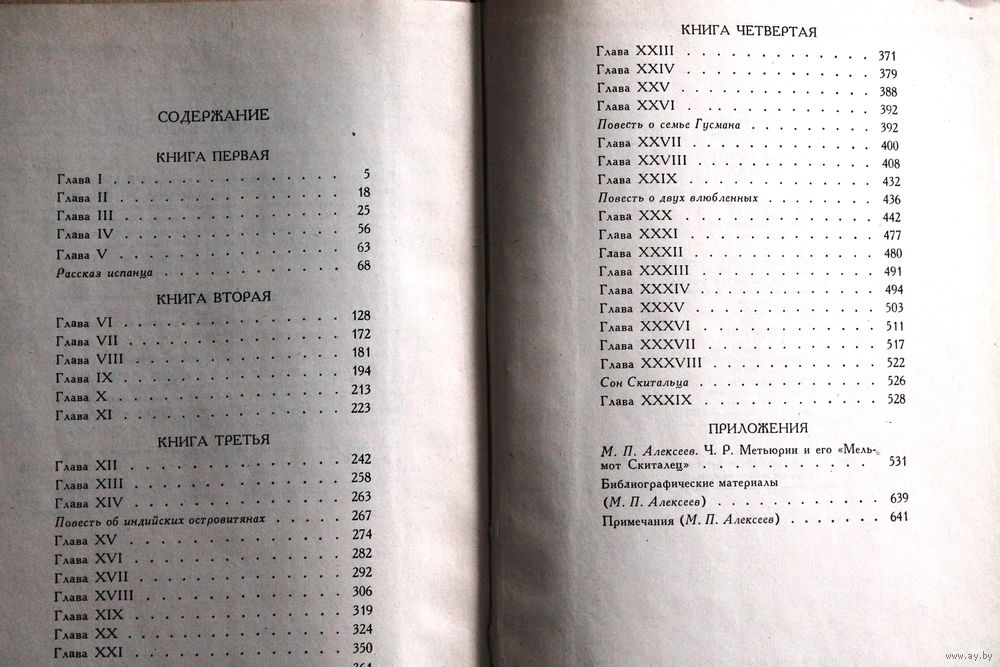 СОДЕРЖАНИЕ
КНИГА ПЕРВАЯ
Глава I . . . . . . . . . . . . . . . . 5
Глава II . . . . . . . . . . . . . . . 18
Глава III . . . . . . . . . . . . . . . 25
Глава IV . . . . . . . . . . . . . . . 56
Глава V . . . . . . . . . . . . . . . 63
Рассказ испанца . . . . . . . . . . . . 68
КНИГА ВТОРАЯ
Глава VI . . . . . . . . . . . . . . . 128
Глава VII . . . . . . . . . . . . . . . 172
Глава VIII . . . . . . . . . . . . . . 181
Глава IX . . . . . . . . . . . . . . . 194
Глава X . . . . . . . . . . . . . . . 213
Глава XI . . . . . . . . . . . . . . . 223
КНИГА ТРЕТЬЯ
Глава XII . . . . . . . . . . . . . . . 242
Глава XIII . . . . . . . . . . . . . . 258
Глава XIV . . . . . . . . . . . . . . 263
Повесть об индийских островитянах . . . . . 267
Глава XV . . . . . . . . . . . . . . . 274
Глава XVI . . . . . . . . . . . . . . 282
Глава XVII . . . . . . . . . . . . . . 292
Глава XVIII . . . . . . . . . . . . . 306
Глава XIX . . . . . . . . . . . . . . 319
Глава XX . . . . . . . . . . . . . . . 324
Глава XXI . . . . . . . . . . . . . . 350
КНИГА ЧЕТВЕРТАЯ
Глава XXIII . . . . . . . . . . . . . 371
Глава XXIV . . . . . . . . . . . . . 379
Глава XXV . . . . . . . . . . . . . . 388
Глава XXVI . . . . . . . . . . . . . 392
Повесть о семье Гусмана . . . . . . . . . 392
Глава XXVII . . . . . . . . . . . . . 400
Глава XXVIII . . . . . . . . . . . . 408
Глава XXIX . . . . . . . . . . . . . 432
Повесть о двух влюбленных . . . . . . . . 436
Глава XXX . . . . . . . . . . . . . 442
Глава XXXI . . . . . . . . . . . . . 477
Глава XXXII . . . . . . . . . . . . . 480
Глава XXXIII . . . . . . . . . . . . 491
Глава XXXIV . . . . . . . . . . . . 494
Глава XXXV . . . . . . . . . . . . . 503
Глава XXXVI . . . . . . . . . . . . 511
Глава XXXVII . . . . . . . . . . . . 517
Глава XXXVIII . . . . . . . . . . . . 522
Сон Скитальца . . . . . . . . . . . . 526
Глава XXXIX . . . . . . . . . . . . 528
ПРИЛОЖЕНИЯ
М. П. Алексеев. Ч. Р. Метьюрин и его «Мель-
мот Скиталец» . . . . . . . . . . . . 531
Библиографические материалы
(М. П. Алексеев) . . . . . . . . . . . 639
Примечания (М. П. Алексеев) . . . . . . . 641
www.ay.by